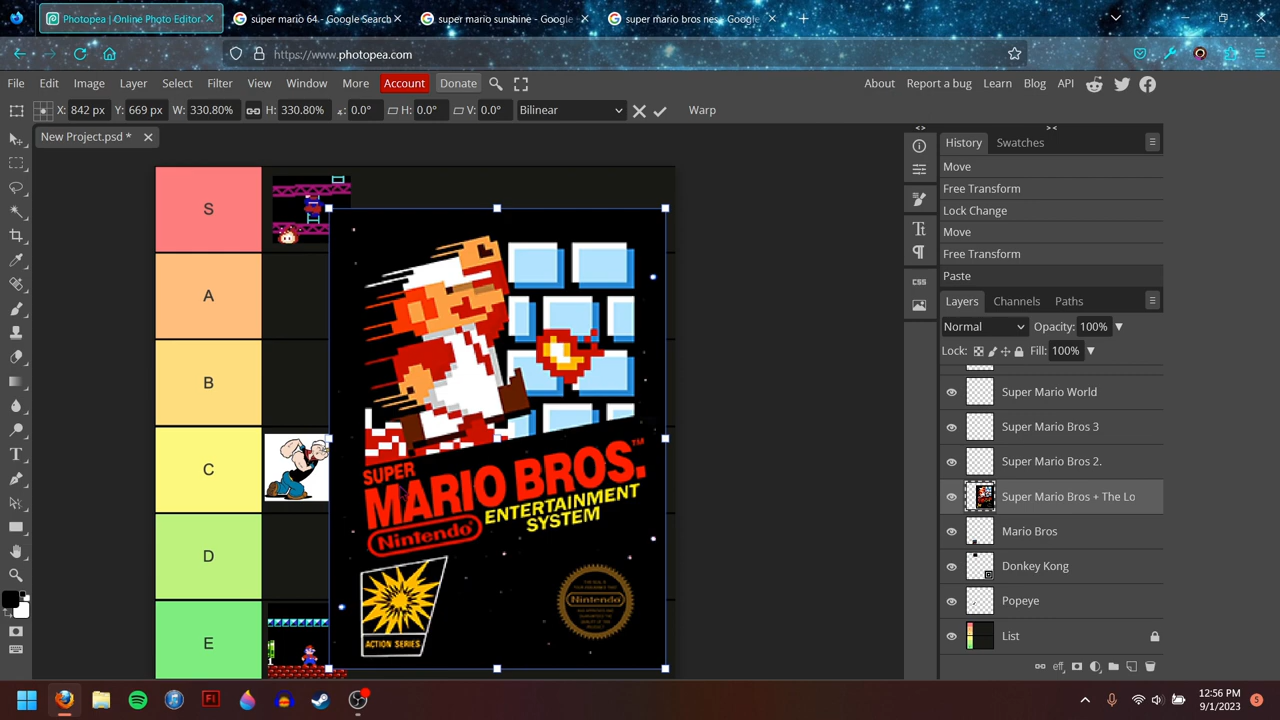 Photopea | Online Photo Editor
super mario 64 - Google Search
super mario sunshine - Google
super mario bros nes - Google
https://www.photopea.com
File Edit Image Layer Select Filter View Window More Account Donate
About Report a bug Learn Blog API
X: 842 px Y: 669 px W: 330.80% H: 330.80% : 0.0° H: 0.0° V: 0.0° Bilinear Warp
New Project.psd *
History Swatches
Move
Free Transform
Lock Change
Move
Free Transform
Paste
Layers Channels Paths
Normal Opacity: 100%
Lock: Fill: 100%
Super Mario World
Super Mario Bros 3
Super Mario Bros 2.
Super Mario Bros + The Lo
Mario Bros
Donkey Kong
Popeye
List
CSS
S
A
B
C
D
E
SUPER
MARIO BROS.™
Nintendo®
ENTERTAINMENT
SYSTEM
ACTION SERIES
Nintendo
eff
12:56 PM
9/1/2023
5